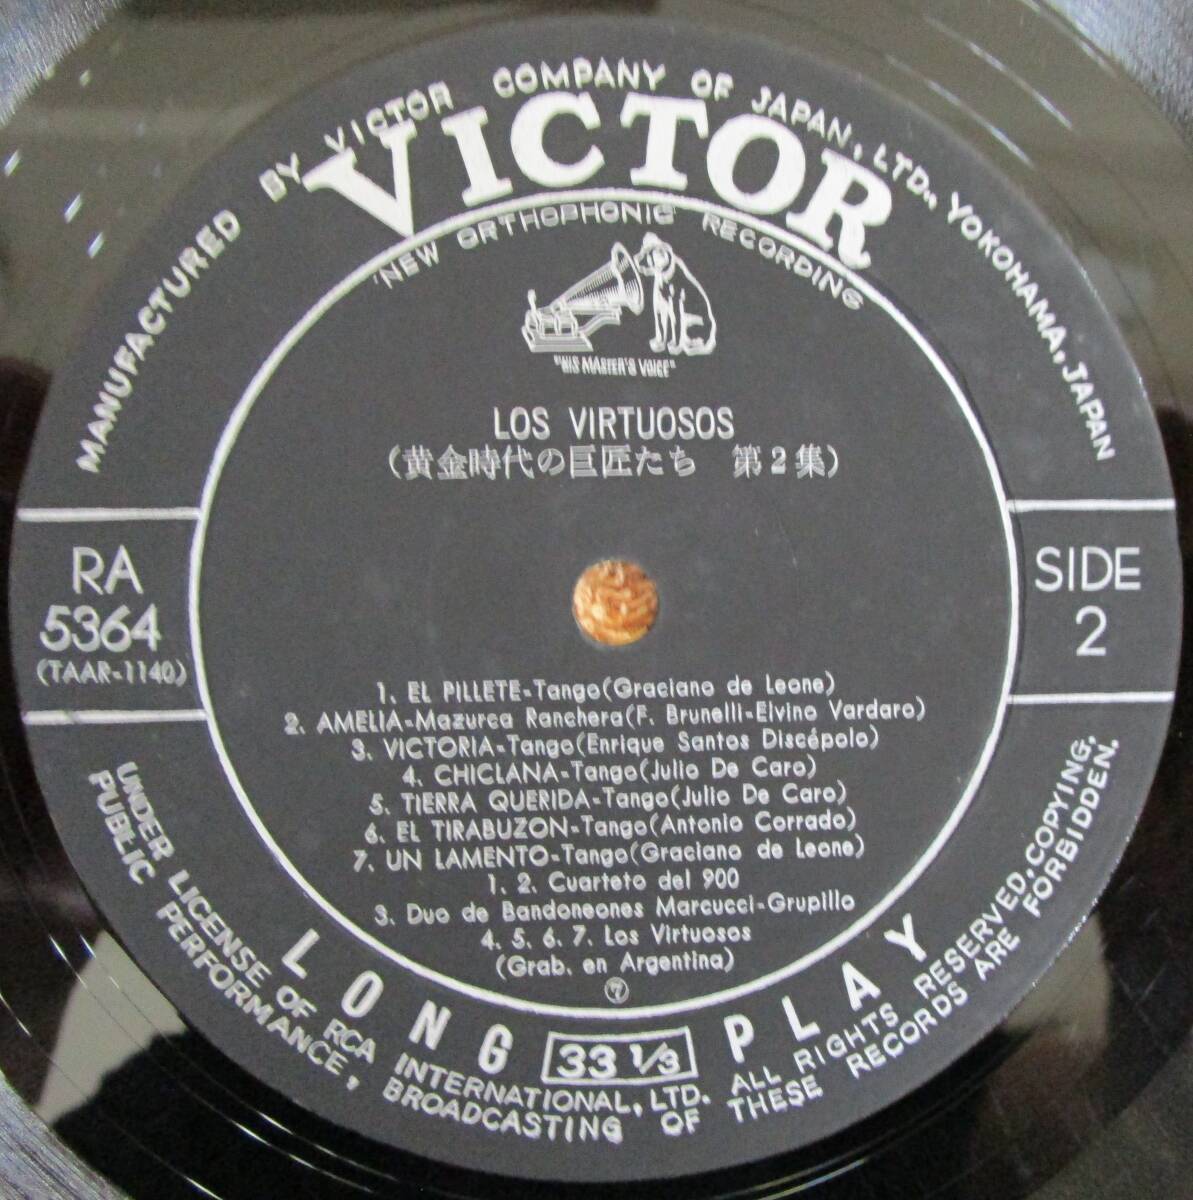 MANUFACTURED BY VICTOR COMPANY OF JAPAN, LTD., YOKOHAMA, JAPAN
VICTOR
NEW ORTHOPHONIC RECORDING
"HIS MASTER'S VOICE"
LOS VIRTUOSOS
(黄金時代の巨匠たち 第2集)
RA
5364
(TAAR-1140)
SIDE
2
1. EL PILLETE-Tango(Graciano de Leone)
2. AMELIA-Mazurca Ranchera(F. Brunelli-Elvino Vardaro)
3. VICTORIA-Tango(Enrique Santos Discépolo)
4. CHICLANA-Tango(Julio De Caro)
5. TIERRA QUERIDA-Tango(Julio De Caro)
6. EL TIRABUZON-Tango(Antonio Corrado)
7. UN LAMENTO-Tango(Graciano de Leone)
1. 2. Cuarteto del 900
3. Duo de Bandoneones Marcucci-Grupillo
4. 5. 6. 7. Los Virtuosos
(Grab. en Argentina)
⑦
LONG 33 1/3 PLAY
UNDER LICENSE OF RCA INTERNATIONAL, LTD. ALL RIGHTS RESERVED, COPYING,
PUBLIC PERFORMANCE, BROADCASTING OF THESE RECORDS ARE FORBIDDEN.